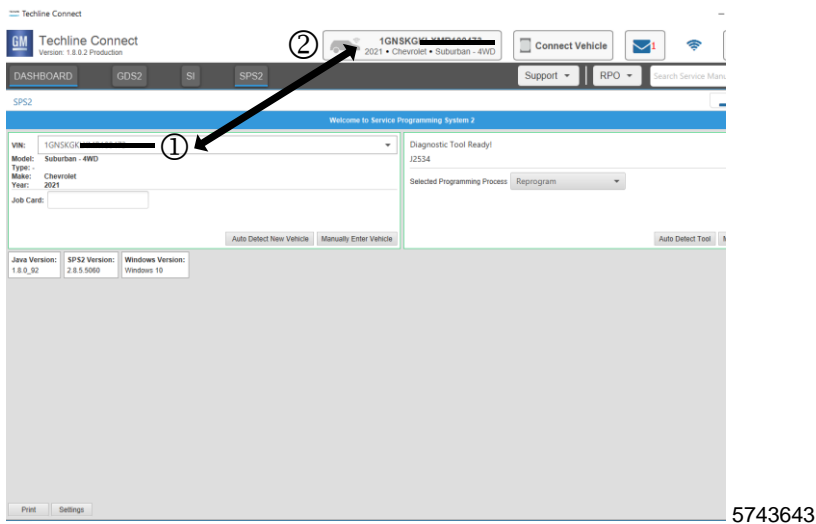 Techline Connect
GM Techline Connect
Version: 1.8.0.2 Production
② 1GNSKG
2021 • Chevrolet • Suburban - 4WD
Connect Vehicle
1
DASHBOARD GDS2 SI SPS2 Support RPO Search Service Manu
SPS2
Welcome to Service Programming System 2
VIN: 1GNSKGK ①
Model: Suburban - 4WD
Type: -
Make: Chevrolet
Year: 2021
Job Card:
Auto Detect New Vehicle Manually Enter Vehicle
Diagnostic Tool Ready!
J2534
Selected Programming Process Reprogram
Auto Detect Tool
Java Version: SPS2 Version: Windows Version:
1.8.0_92 2.8.5.5060 Windows 10
Print Settings
5743643